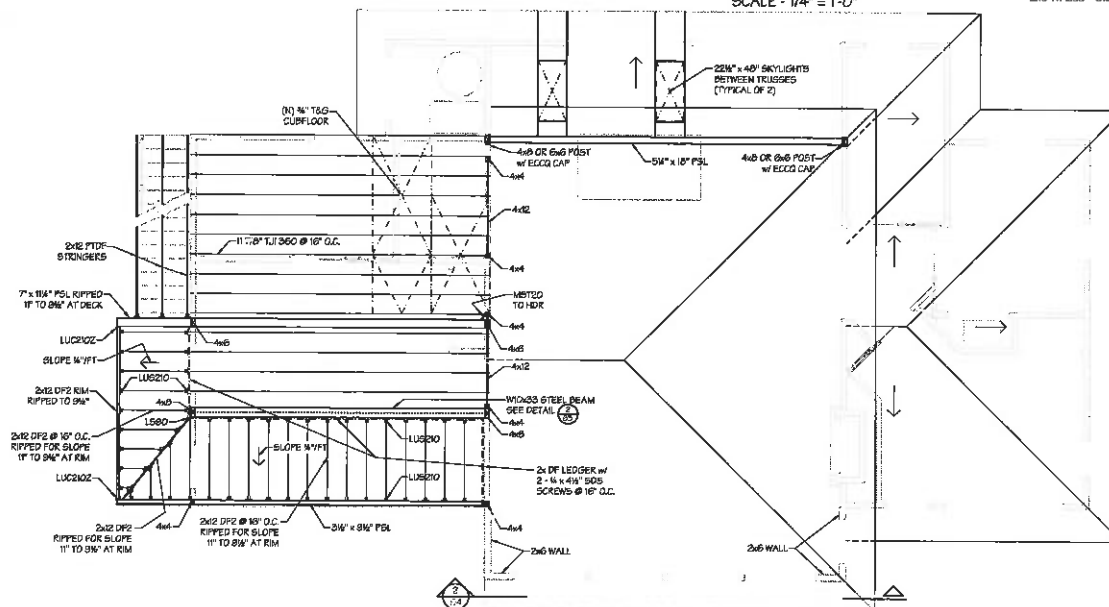 SCALE - 1/4" = 1'-0"
22½" x 48" SKYLIGHTS
BETWEEN TRUSSES
(TYPICAL OF 2)
(N) ¾" T&G
SUBFLOOR
4x8 OR 6x6 POST
w/ ECCQ CAP
5¼" x 18" PSL
4x8 OR 6x6 POST
w/ ECCQ CAP
4x4
4x12
11 7/8" TJI 360 @ 16" O.C.
4x4
2x12 PTDF
STRINGERS
7" x 11¼" PSL RIPPED
11" TO 9½" AT DECK
MST20
TO HDR
4x4
LUC210Z
4x6
4x6
SLOPE ¼"/FT
4x12
LUS210
2x12 DF2 RIM
RIPPED TO 9½"
4x6
W10x33 STEEL BEAM
SEE DETAIL
2
S5
LS90
4x4
4x6
2x12 DF2 @ 16" O.C.
RIPPED FOR SLOPE
11" TO 9½" AT RIM
LUS210
SLOPE ¼"/FT
LUC210Z
LUS210
2x DF LEDGER w/
2 - ¼ x 4½" SDS
SCREWS @ 16" O.C.
2x12 DF2
RIPPED FOR SLOPE
11" TO 9½" AT RIM
4x4
2x12 DF2 @ 16" O.C.
RIPPED FOR SLOPE
11" TO 9½" AT RIM
3½" x 9½" PSL
4x4
2x6 WALL
2x6 WALL
2
S4